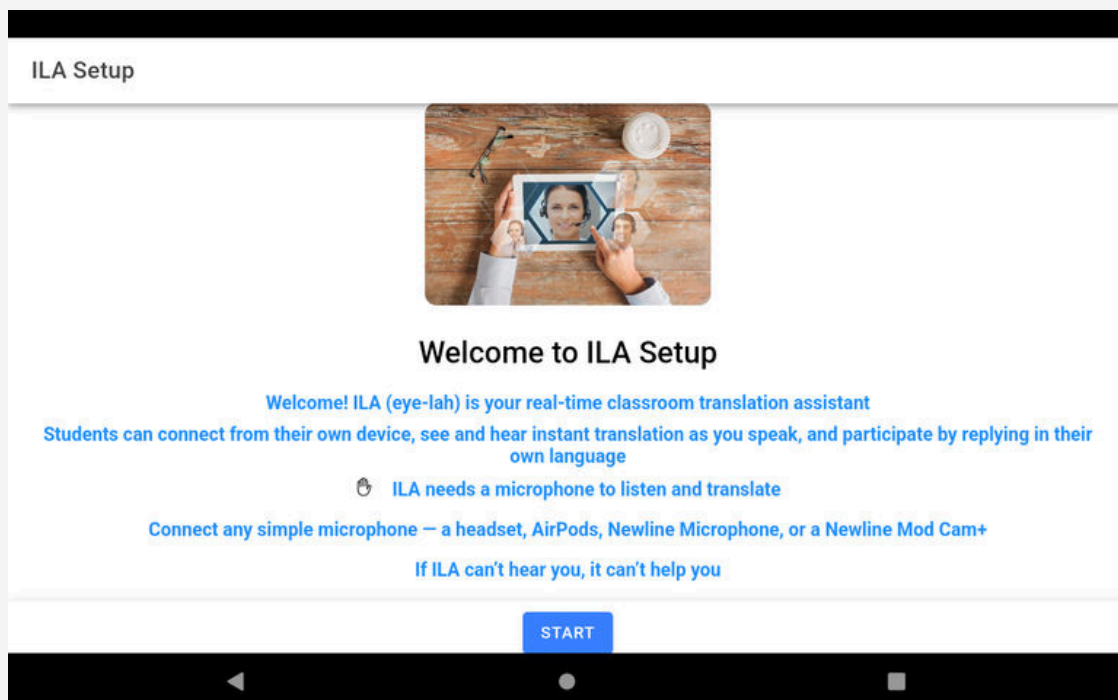 ILA Setup
Welcome to ILA Setup
Welcome! ILA (eye-lah) is your real-time classroom translation assistant
Students can connect from their own device, see and hear instant translation as you speak, and participate by replying in their
own language
ILA needs a microphone to listen and translate
Connect any simple microphone — a headset, AirPods, Newline Microphone, or a Newline Mod Cam+
If ILA can’t hear you, it can’t help you
START